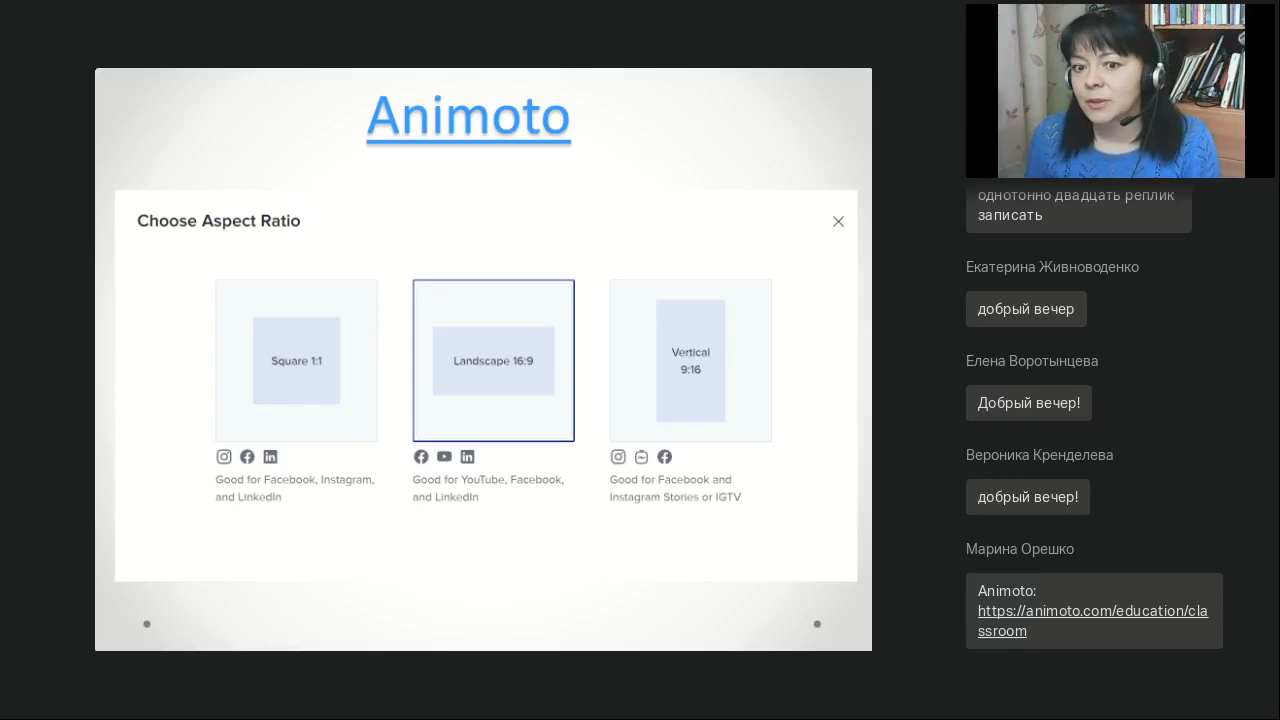 Animoto
Choose Aspect Ratio
Square 1:1
Landscape 16:9
Vertical
9:16
Good for Facebook, Instagram,
and LinkedIn
Good for YouTube, Facebook,
and LinkedIn
Good for Facebook and
Instagram Stories or IGTV
однотонно двадцать реплик
записать
Екатерина Живноводенко
добрый вечер
Елена Воротынцева
Добрый вечер!
Вероника Кренделева
добрый вечер!
Марина Орешко
Animoto:
https://animoto.com/education/cla
ssroom